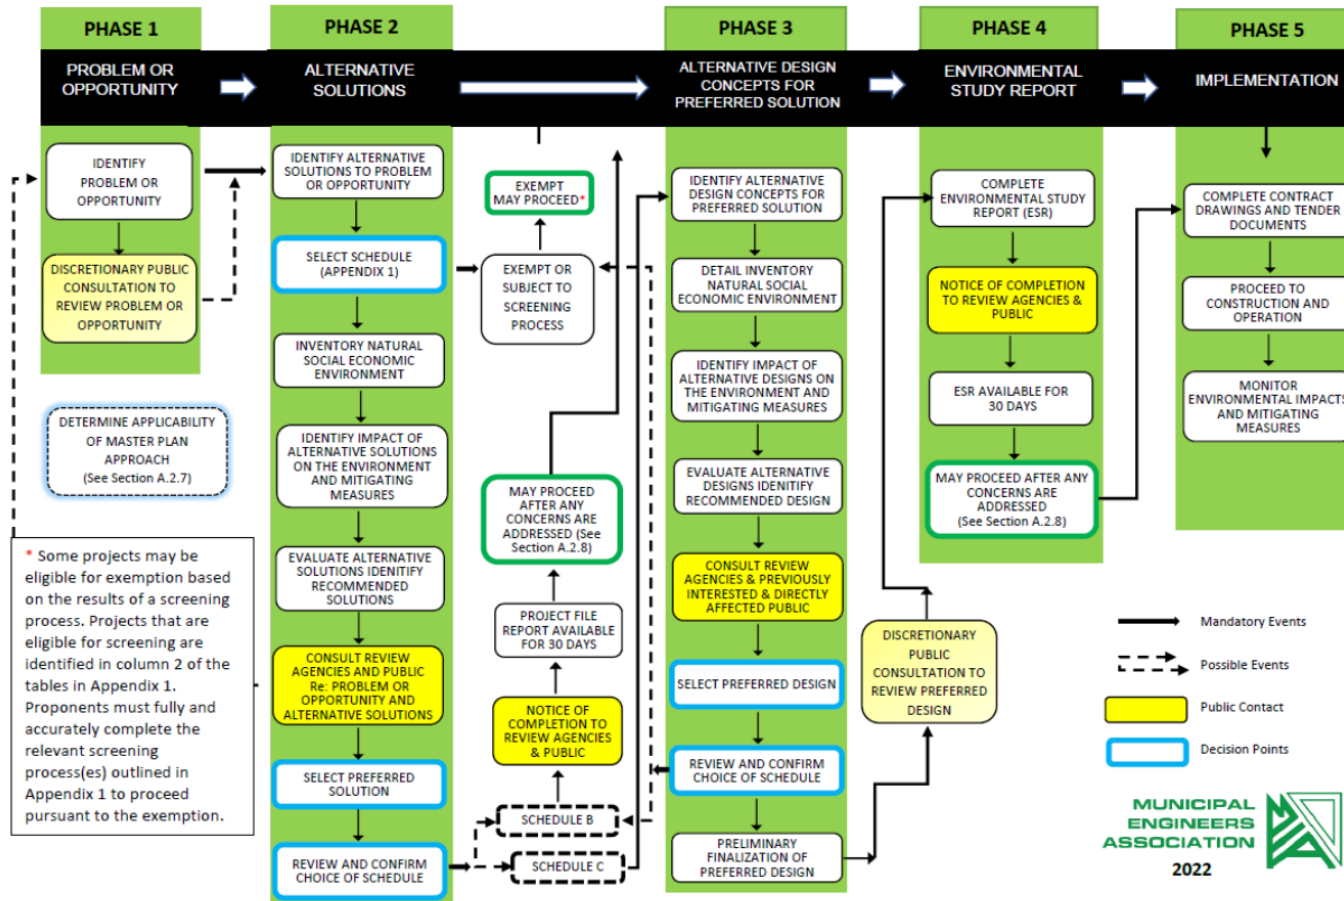 PHASE 1
PROBLEM OR
OPPORTUNITY
IDENTIFY
PROBLEM OR
OPPORTUNITY
DISCRETIONARY PUBLIC
CONSULTATION TO
REVIEW PROBLEM OR
OPPORTUNITY
DETERMINE APPLICABILITY
OF MASTER PLAN
APPROACH
(See Section A.2.7)
* Some projects may be
eligible for exemption based
on the results of a screening
process. Projects that are
eligible for screening are
identified in column 2 of the
tables in Appendix 1.
Proponents must fully and
accurately complete the
relevant screening
process(es) outlined in
Appendix 1 to proceed
pursuant to the exemption.
PHASE 2
ALTERNATIVE
SOLUTIONS
IDENTIFY ALTERNATIVE
SOLUTIONS TO PROBLEM
OR OPPORTUNITY
SELECT SCHEDULE
(APPENDIX 1)
INVENTORY NATURAL
SOCIAL ECONOMIC
ENVIRONMENT
IDENTIFY IMPACT OF
ALTERNATIVE SOLUTIONS
ON THE ENVIRONMENT
AND MITIGATING
MEASURES
EVALUATE ALTERNATIVE
SOLUTIONS IDEINTIFY
RECOMMENDED
SOLUTIONS
CONSULT REVIEW
AGENCIES AND PUBLIC
Re: PROBLEM OR
OPPORTUNITY AND
ALTERNATIVE SOLUTIONS
SELECT PREFERRED
SOLUTION
REVIEW AND CONFIRM
CHOICE OF SCHEDULE
EXEMPT
MAY PROCEED*
EXEMPT OR
SUBJECT TO
SCREENING
PROCESS
MAY PROCEED
AFTER ANY
CONCERNS ARE
ADDRESSED (See
Section A.2.8)
PROJECT FILE
REPORT AVAILABLE
FOR 30 DAYS
NOTICE OF
COMPLETION TO
REVIEW AGENCIES
& PUBLIC
SCHEDULE B
SCHEDULE C
PHASE 3
ALTERNATIVE DESIGN
CONCEPTS FOR
PREFERRED SOLUTION
IDENTIFY ALTERNATIVE
DESIGN CONCEPTS FOR
PREFERRED SOLUTION
DETAIL INVENTORY
NATURAL SOCIAL
ECONOMIC ENVIRONMENT
IDENTIFY IMPACT OF
ALTERNATIVE DESIGNS ON
THE ENVIRONMENT AND
MITIGATING MEASURES
EVALUATE ALTERNATIVE
DESIGNS IDEINTIFY
RECOMMENDED DESIGN
CONSULT REVIEW
AGENCIES & PREVIOUSLY
INTERESTED & DIRECTLY
AFFECTED PUBLIC
SELECT PREFERRED DESIGN
REVIEW AND CONFIRM
CHOICE OF SCHEDULE
PRELIMINARY
FINALIZATION OF
PREFERRED DESIGN
DISCRETIONARY
PUBLIC
CONSULTATION TO
REVIEW PREFERRED
DESIGN
PHASE 4
ENVIRONMENTAL
STUDY REPORT
COMPLETE
ENVIRONMENTAL STUDY
REPORT (ESR)
NOTICE OF COMPLETION
TO REVIEW AGENCIES &
PUBLIC
ESR AVAILABLE FOR
30 DAYS
MAY PROCEED AFTER ANY
CONCERNS ARE
ADDRESSED
(See Section A.2.8)
PHASE 5
IMPLEMENTATION
COMPLETE CONTRACT
DRAWINGS AND TENDER
DOCUMENTS
PROCEED TO
CONSTRUCTION AND
OPERATION
MONITOR
ENVIRONMENTAL IMPACTS
AND MITIGATING
MEASURES
Mandatory Events
Possible Events
Public Contact
Decision Points
MUNICIPAL
ENGINEERS
ASSOCIATION
2022